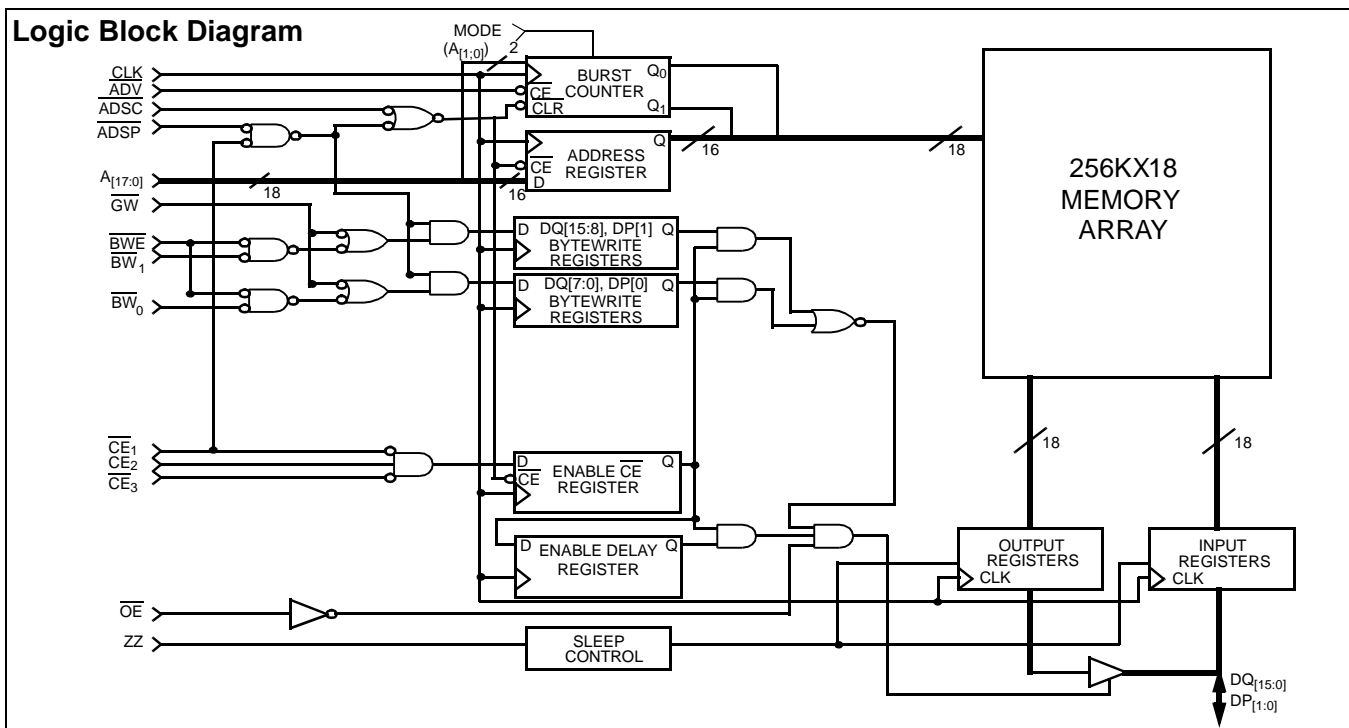 Logic Block Diagram
MODE
(A[1;0])
2
CLK
ADV
ADSC
ADSP
A[17:0]
18
GW
BWE
BW1
BW0
CE1
CE2
CE3
OE
ZZ
BURST
COUNTER
CE
CLR
Q0
Q1
ADDRESS
REGISTER
CE
D
Q
16
16
18
DQ[15:8], DP[1]
BYTEWRITE
REGISTERS
D
Q
DQ[7:0], DP[0]
BYTEWRITE
REGISTERS
D
Q
ENABLE CE
REGISTER
D
CE
Q
ENABLE DELAY
REGISTER
D
Q
SLEEP
CONTROL
256KX18
MEMORY
ARRAY
18
18
OUTPUT
REGISTERS
CLK
INPUT
REGISTERS
CLK
DQ[15:0]
DP[1:0]